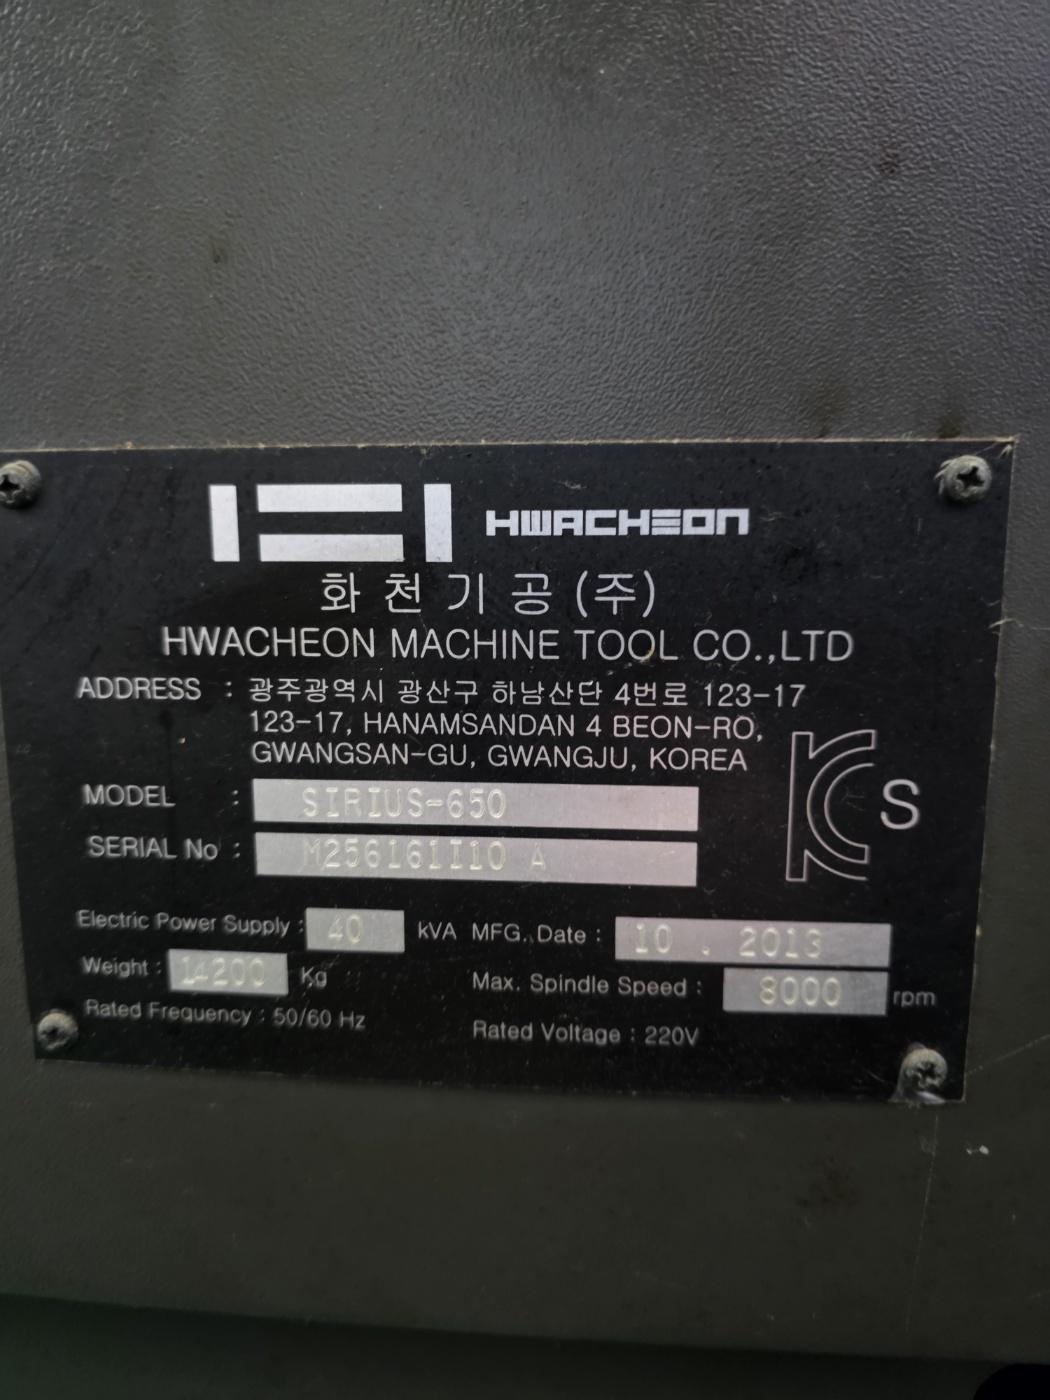 HWACHEON
화천기공(주)
HWACHEON MACHINE TOOL CO.,LTD
ADDRESS : 광주광역시 광산구 하남산단 4번로 123-17
123-17, HANAMSANDAN 4 BEON-RO,
GWANGSAN-GU, GWANGJU, KOREA
MODEL : SIRIUS-650
SERIAL No : M256161I10 A
KC S
Electric Power Supply : 40 kVA MFG. Date : 10 . 2013
Weight : 14200 Kg Max. Spindle Speed : 8000 rpm
Rated Frequency : 50/60 Hz Rated Voltage : 220V